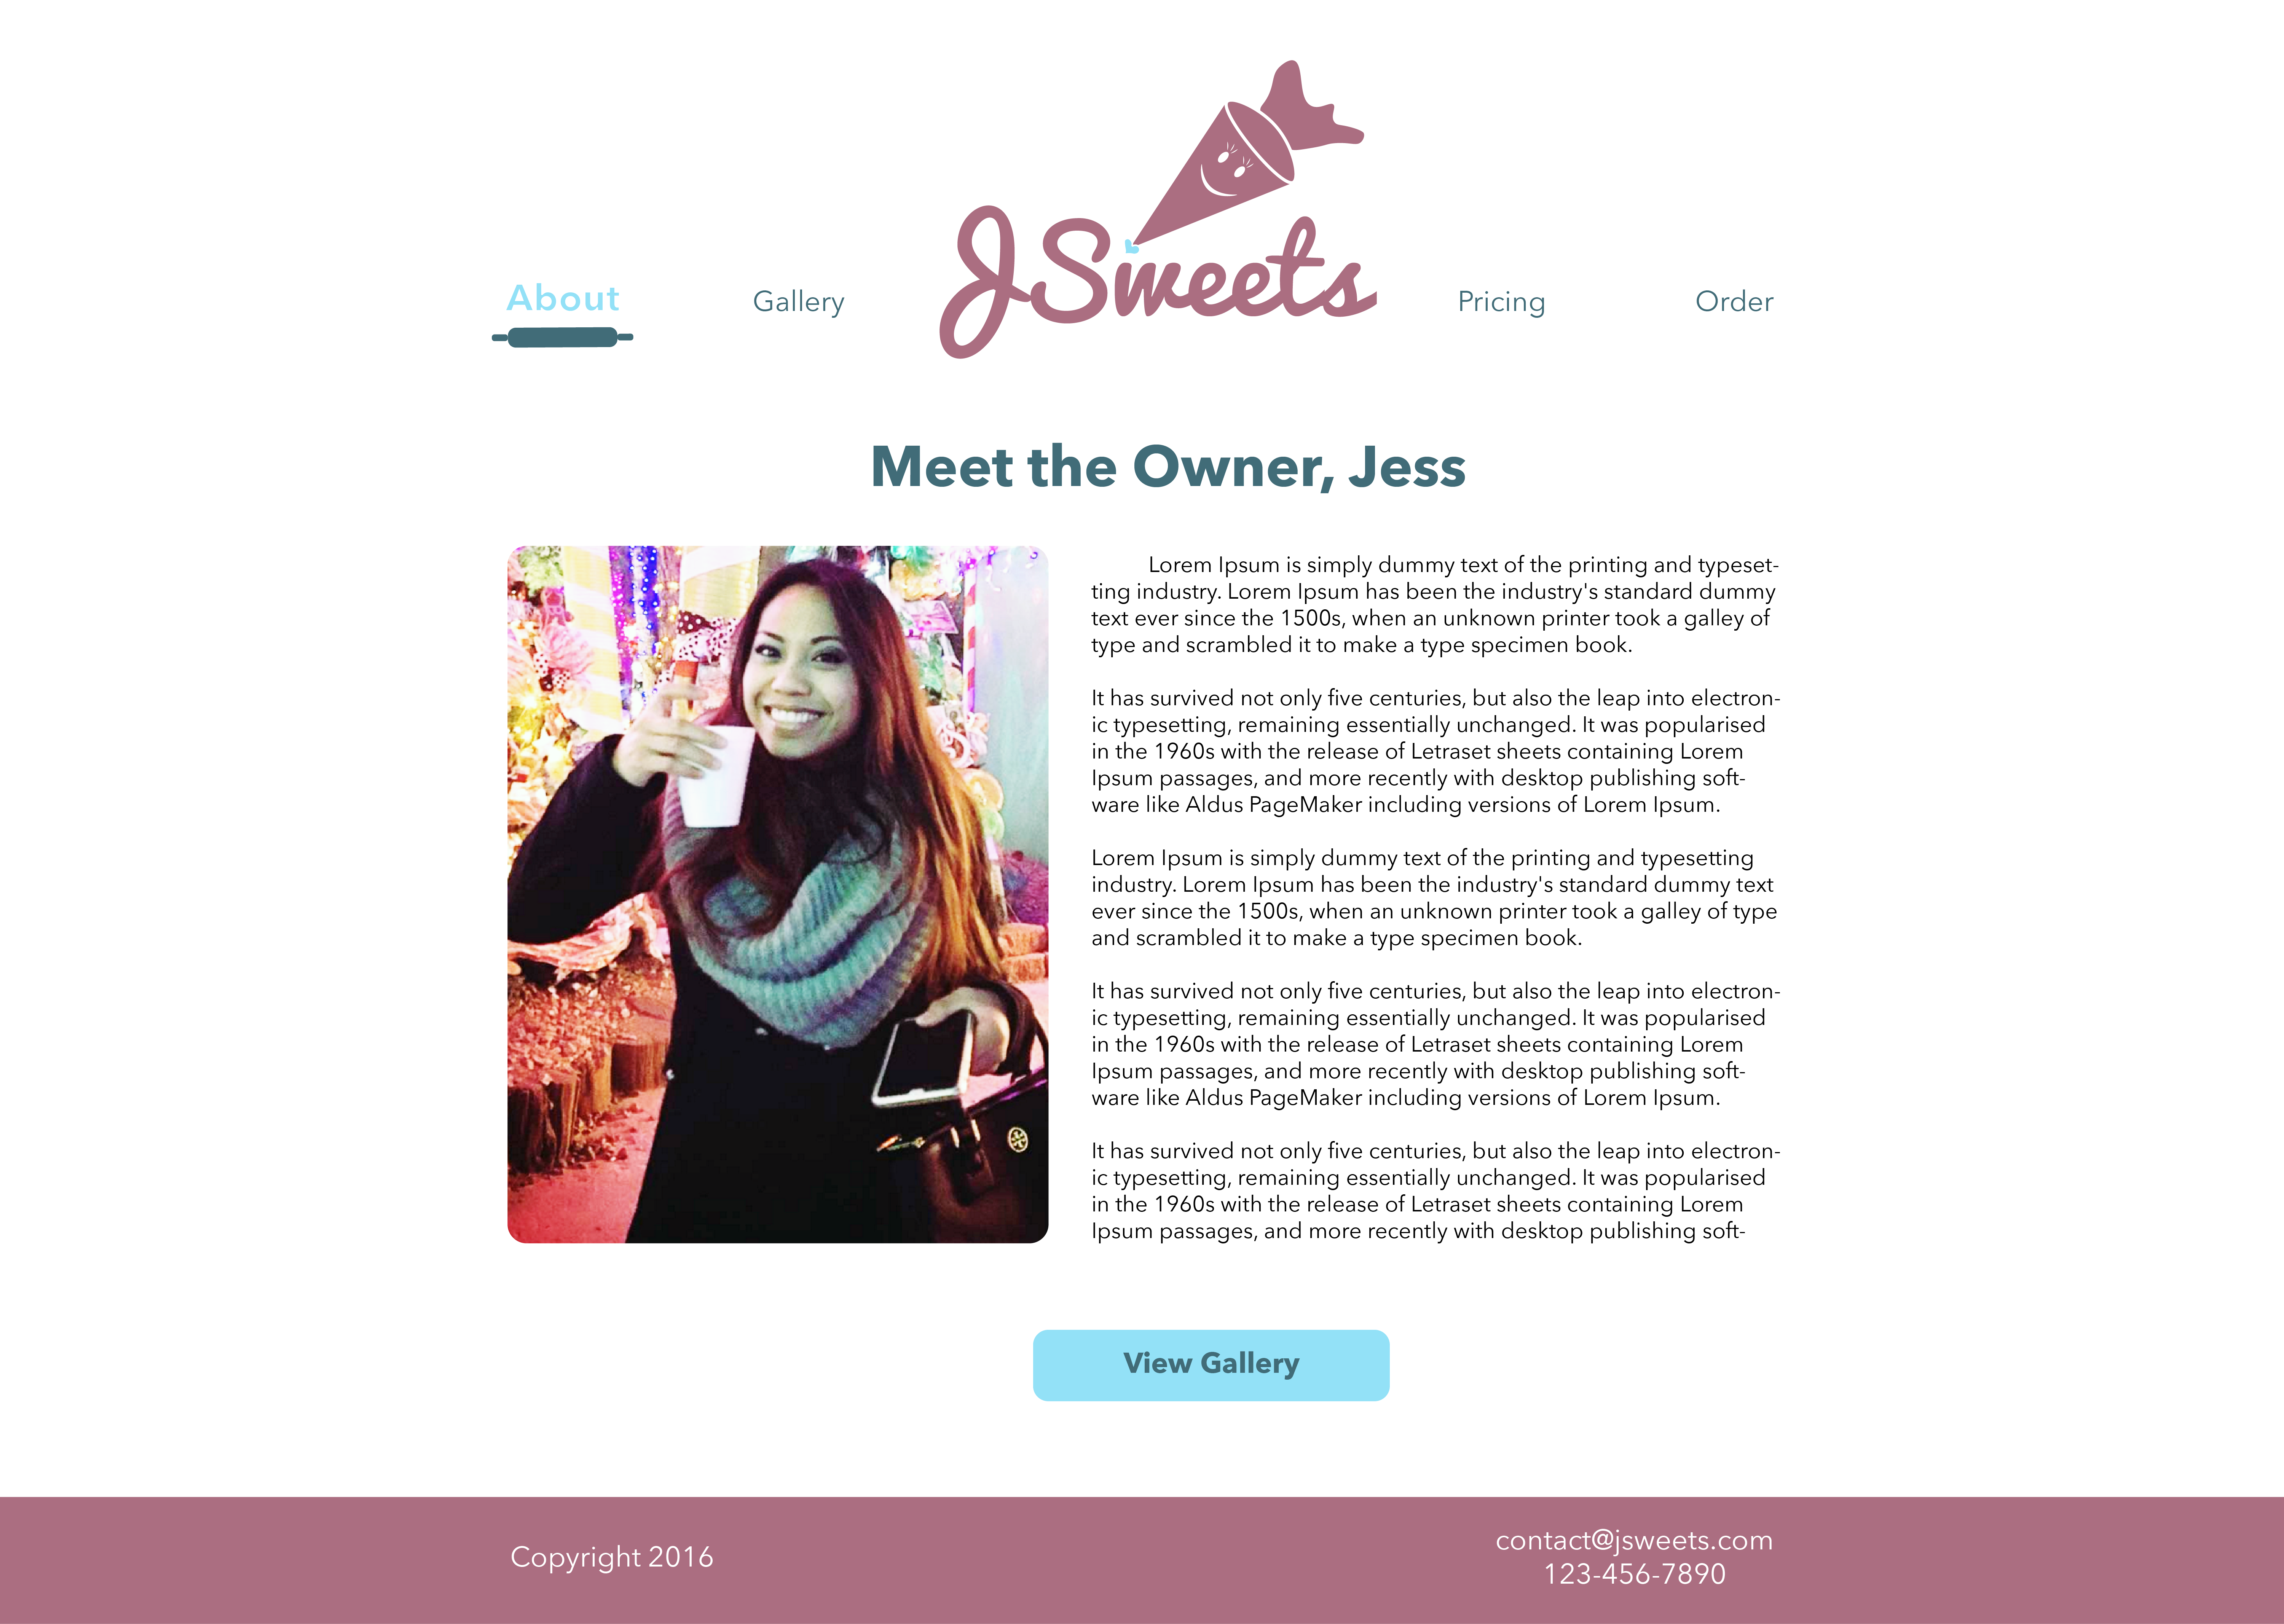 JSweets
About
Gallery
Pricing
Order
Meet the Owner, Jess
Lorem Ipsum is simply dummy text of the printing and typeset-
ting industry. Lorem Ipsum has been the industry's standard dummy
text ever since the 1500s, when an unknown printer took a galley of
type and scrambled it to make a type specimen book.
It has survived not only five centuries, but also the leap into electron-
ic typesetting, remaining essentially unchanged. It was popularised
in the 1960s with the release of Letraset sheets containing Lorem
Ipsum passages, and more recently with desktop publishing soft-
ware like Aldus PageMaker including versions of Lorem Ipsum.
Lorem Ipsum is simply dummy text of the printing and typesetting
industry. Lorem Ipsum has been the industry's standard dummy text
ever since the 1500s, when an unknown printer took a galley of type
and scrambled it to make a type specimen book.
It has survived not only five centuries, but also the leap into electron-
ic typesetting, remaining essentially unchanged. It was popularised
in the 1960s with the release of Letraset sheets containing Lorem
Ipsum passages, and more recently with desktop publishing soft-
ware like Aldus PageMaker including versions of Lorem Ipsum.
It has survived not only five centuries, but also the leap into electron-
ic typesetting, remaining essentially unchanged. It was popularised
in the 1960s with the release of Letraset sheets containing Lorem
Ipsum passages, and more recently with desktop publishing soft-
View Gallery
Copyright 2016
contact@jsweets.com
123-456-7890